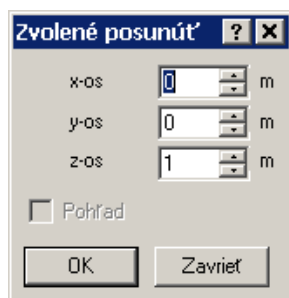 Zvolené posunúť ? X
x-os 0 m
y-os 0 m
z-os 1 m
Pohľad
OK Zavrieť